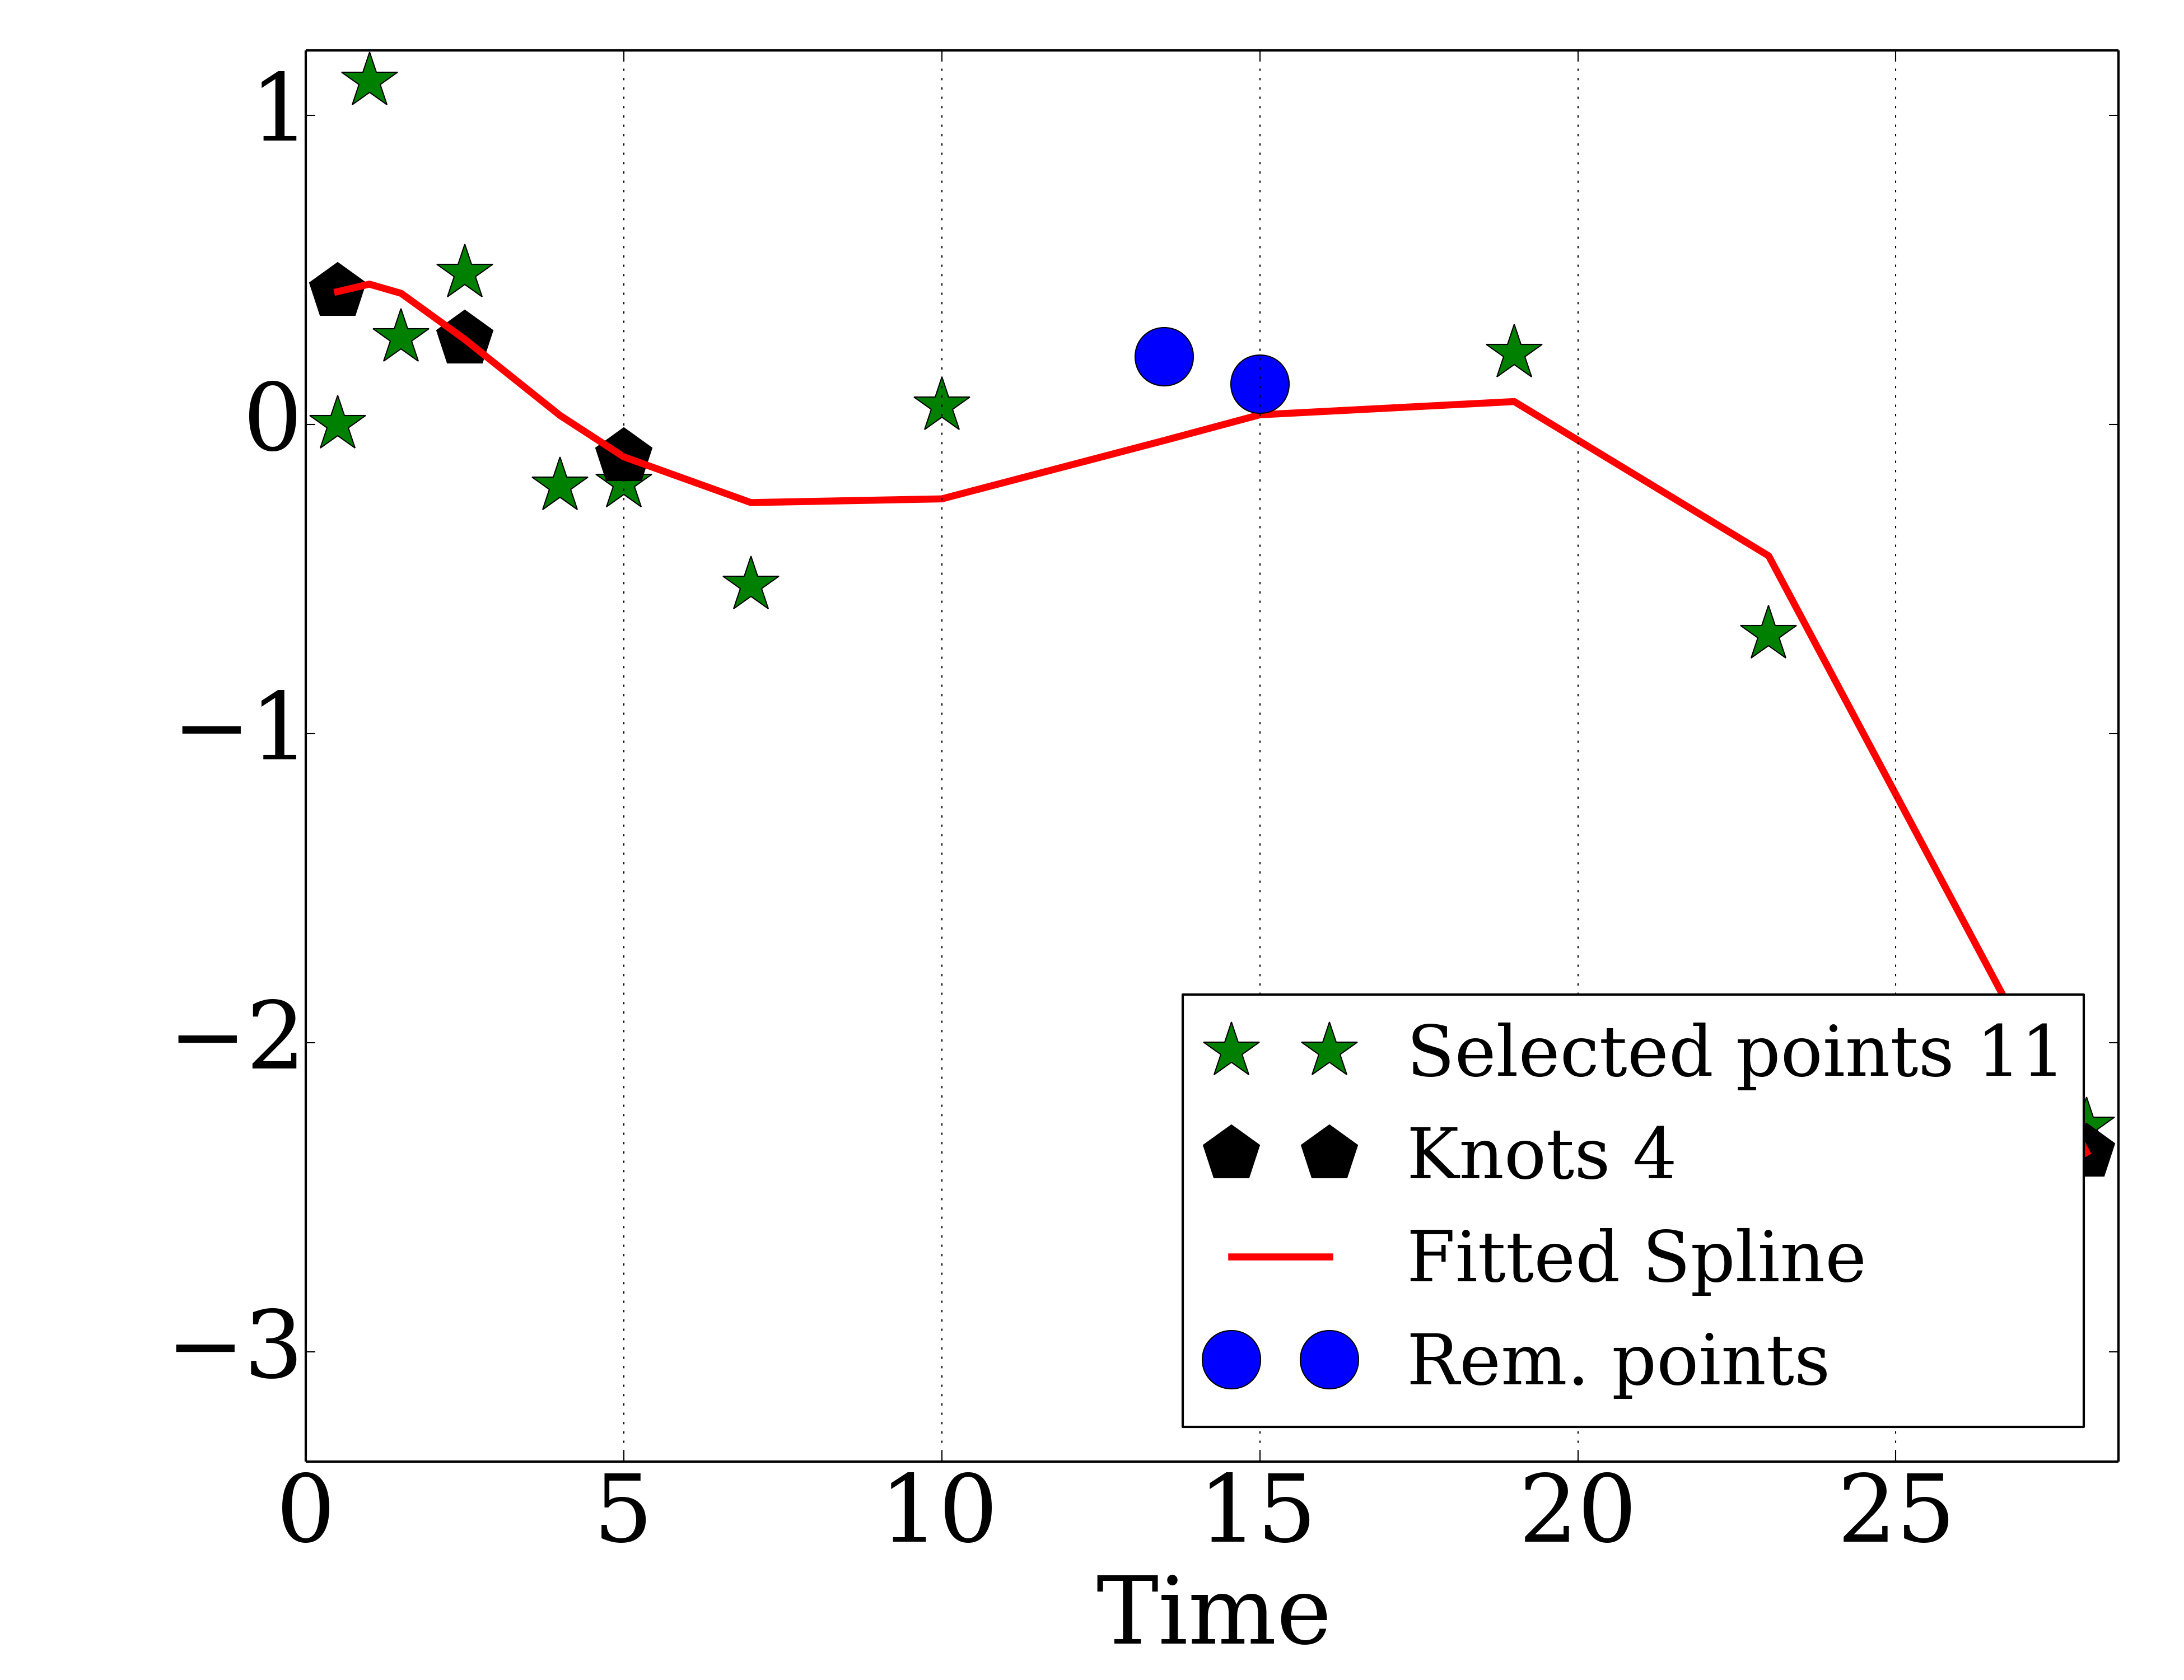 1
0
−1
−2
−3
Selected points 11
Knots 4
Fitted Spline
Rem. points
0 5 10 15 20 25
Time